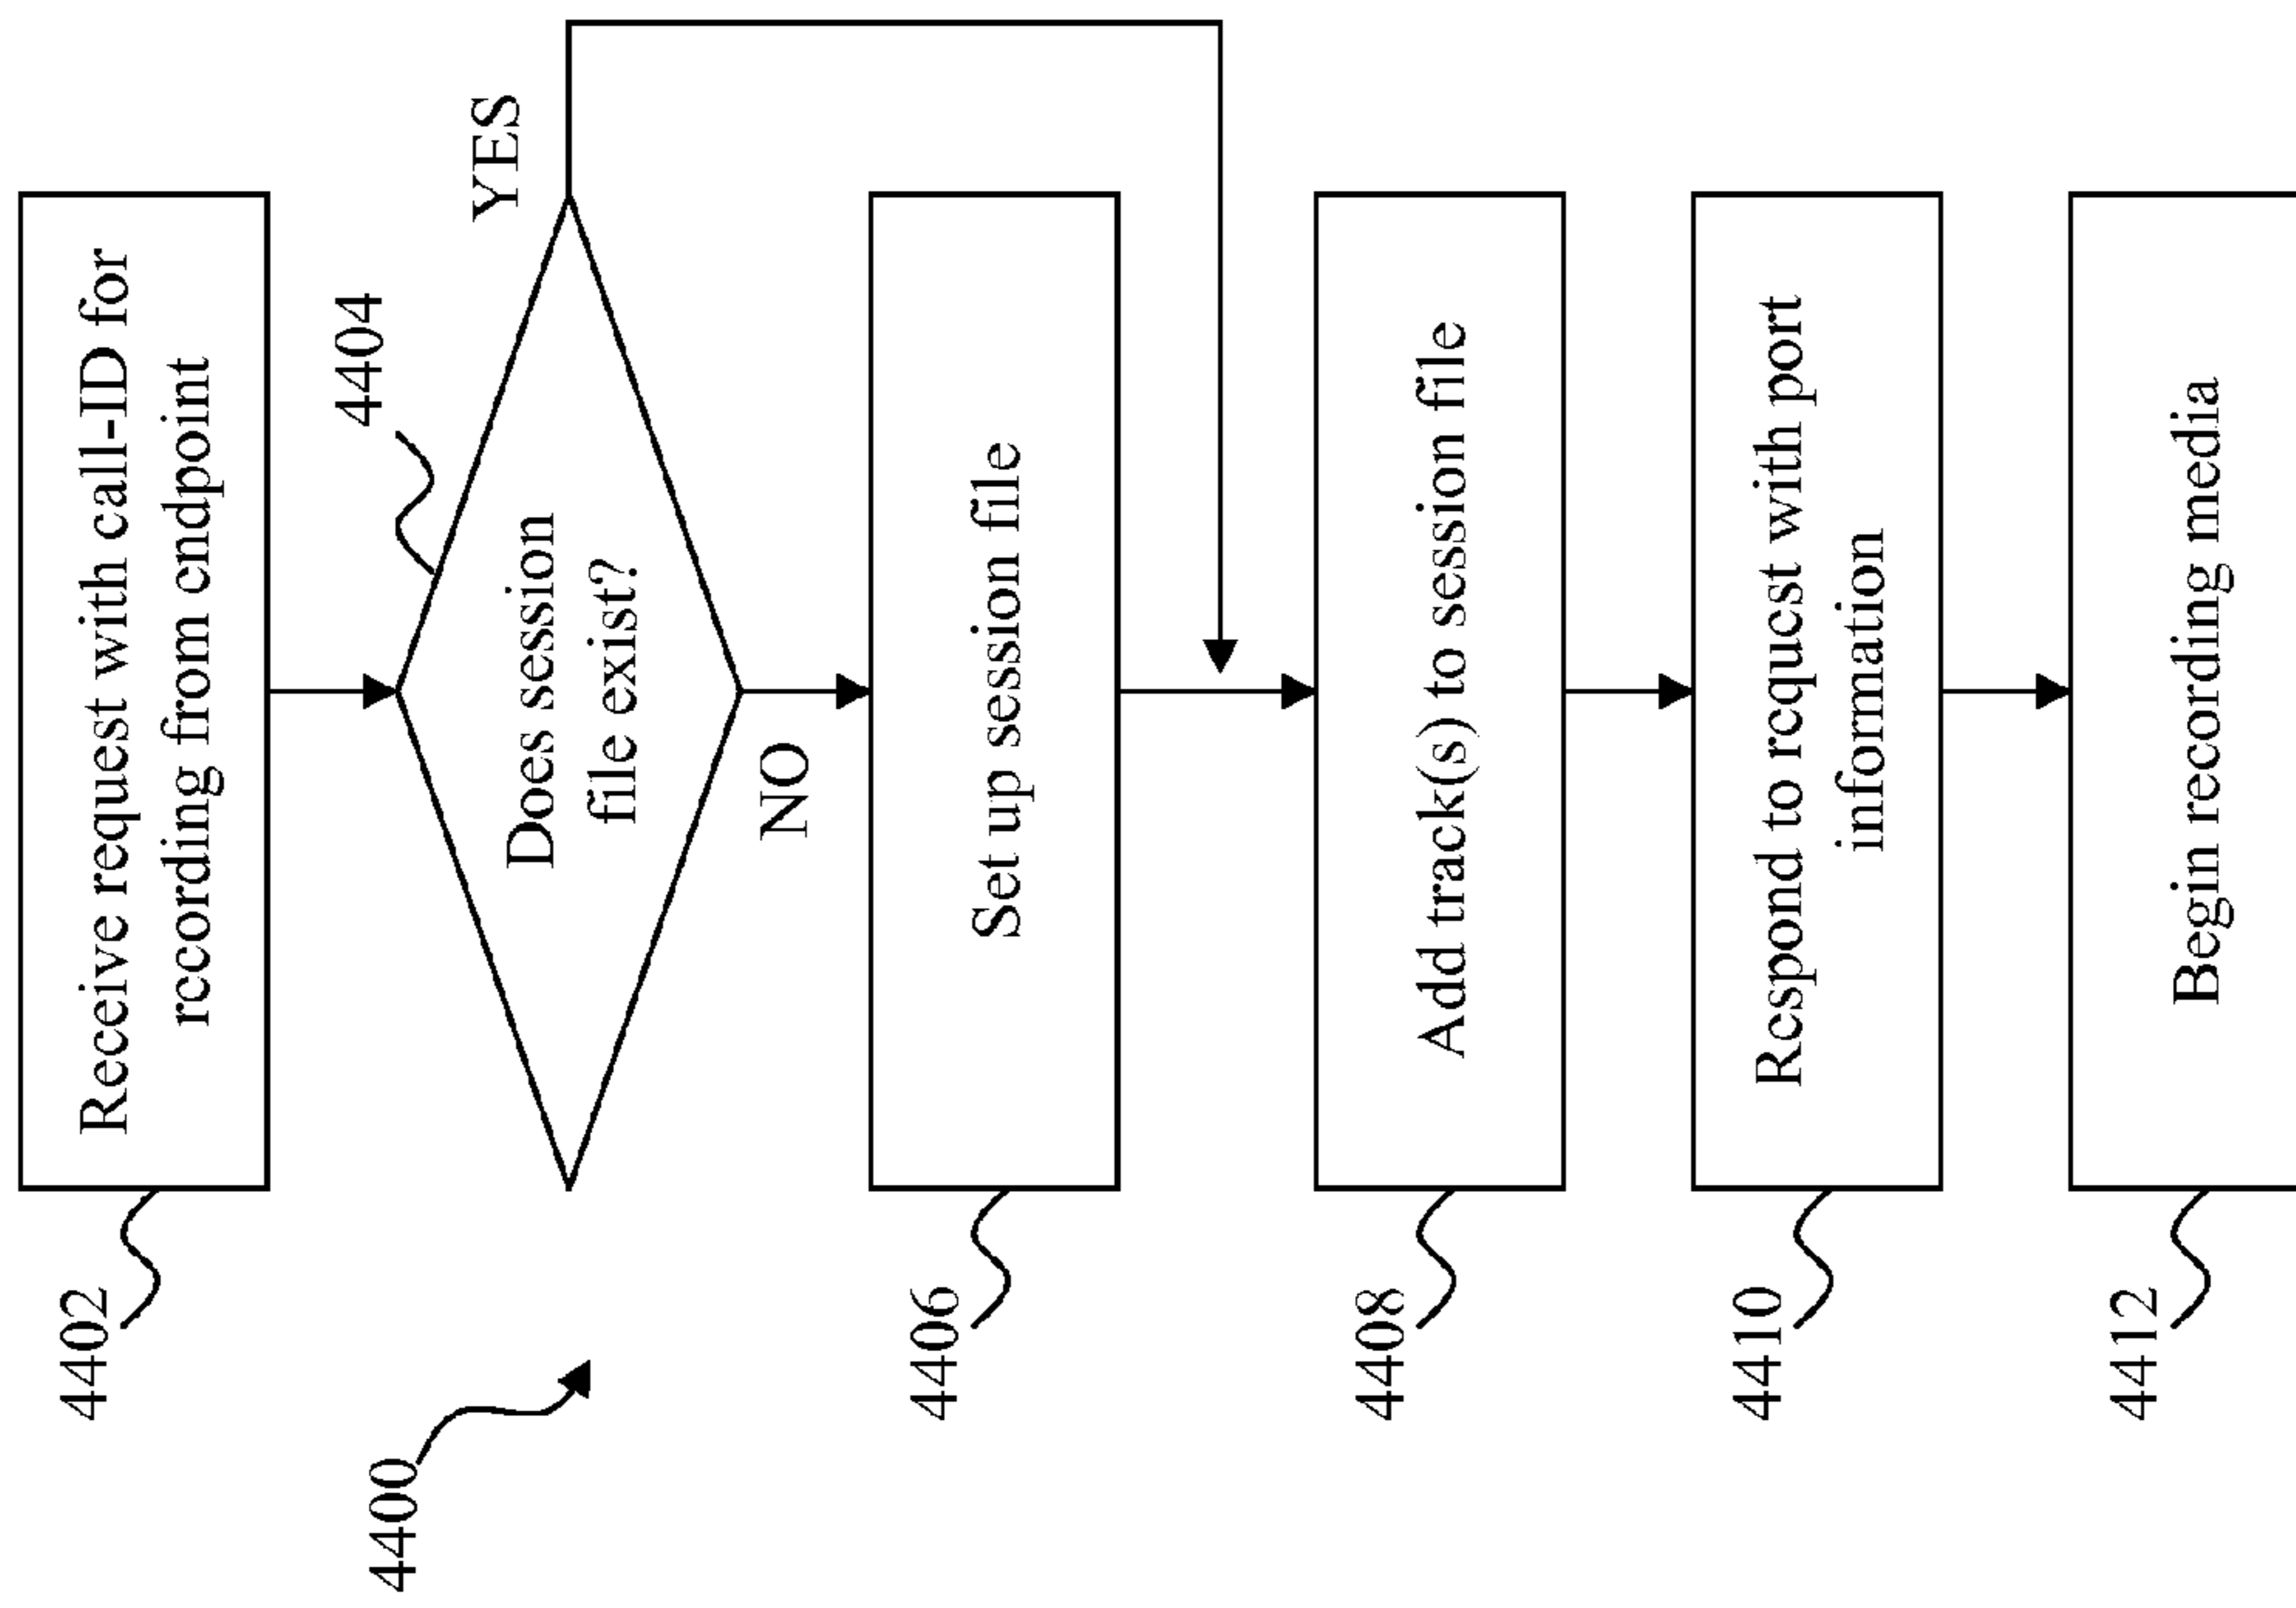 4400
4402
Receive request with call-ID for
recording from endpoint
4404
Does session
file exist?
YES
NO
4406
Set up session file
4408
Add track(s) to session file
4410
Respond to request with port
information
4412
Begin recording media